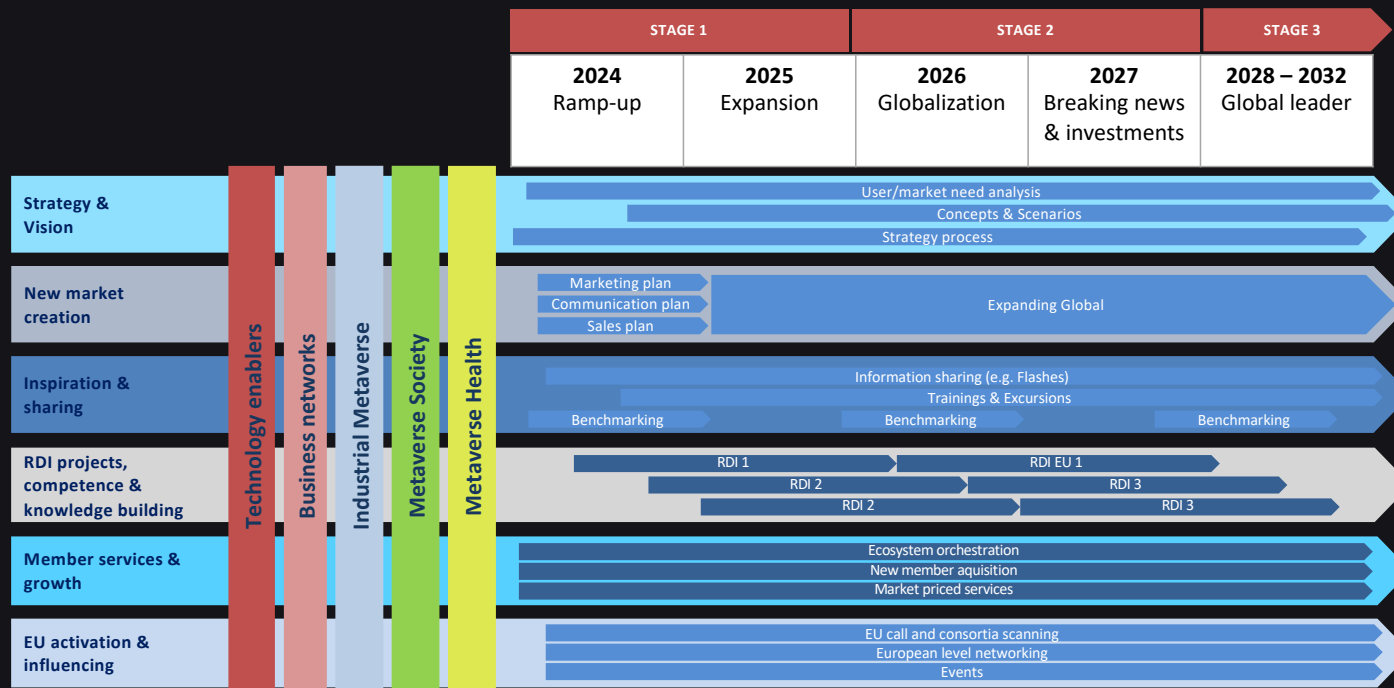 STAGE 1
STAGE 2
STAGE 3
2024
Ramp-up
2025
Expansion
2026
Globalization
2027
Breaking news
& investments
2028 – 2032
Global leader
Technology enablers
Business networks
Industrial Metaverse
Metaverse Society
Metaverse Health
Strategy &
Vision
User/market need analysis
Concepts & Scenarios
Strategy process
New market
creation
Marketing plan
Communication plan
Sales plan
Expanding Global
Inspiration &
sharing
Information sharing (e.g. Flashes)
Trainings & Excursions
Benchmarking
Benchmarking
Benchmarking
RDI projects,
competence &
knowledge building
RDI 1
RDI EU 1
RDI 2
RDI 3
RDI 2
RDI 3
Member services &
growth
Ecosystem orchestration
New member aquisition
Market priced services
EU activation &
influencing
EU call and consortia scanning
European level networking
Events